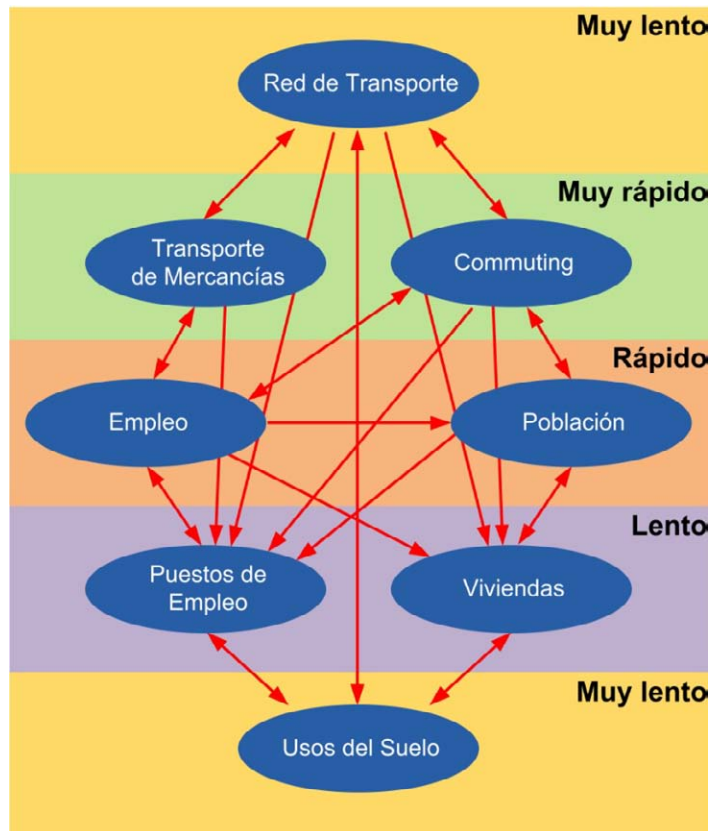 Muy lento
Red de Transporte
Muy rápido
Transporte
de Mercancías
Commuting
Rápido
Empleo
Población
Lento
Puestos de
Empleo
Viviendas
Muy lento
Usos del Suelo